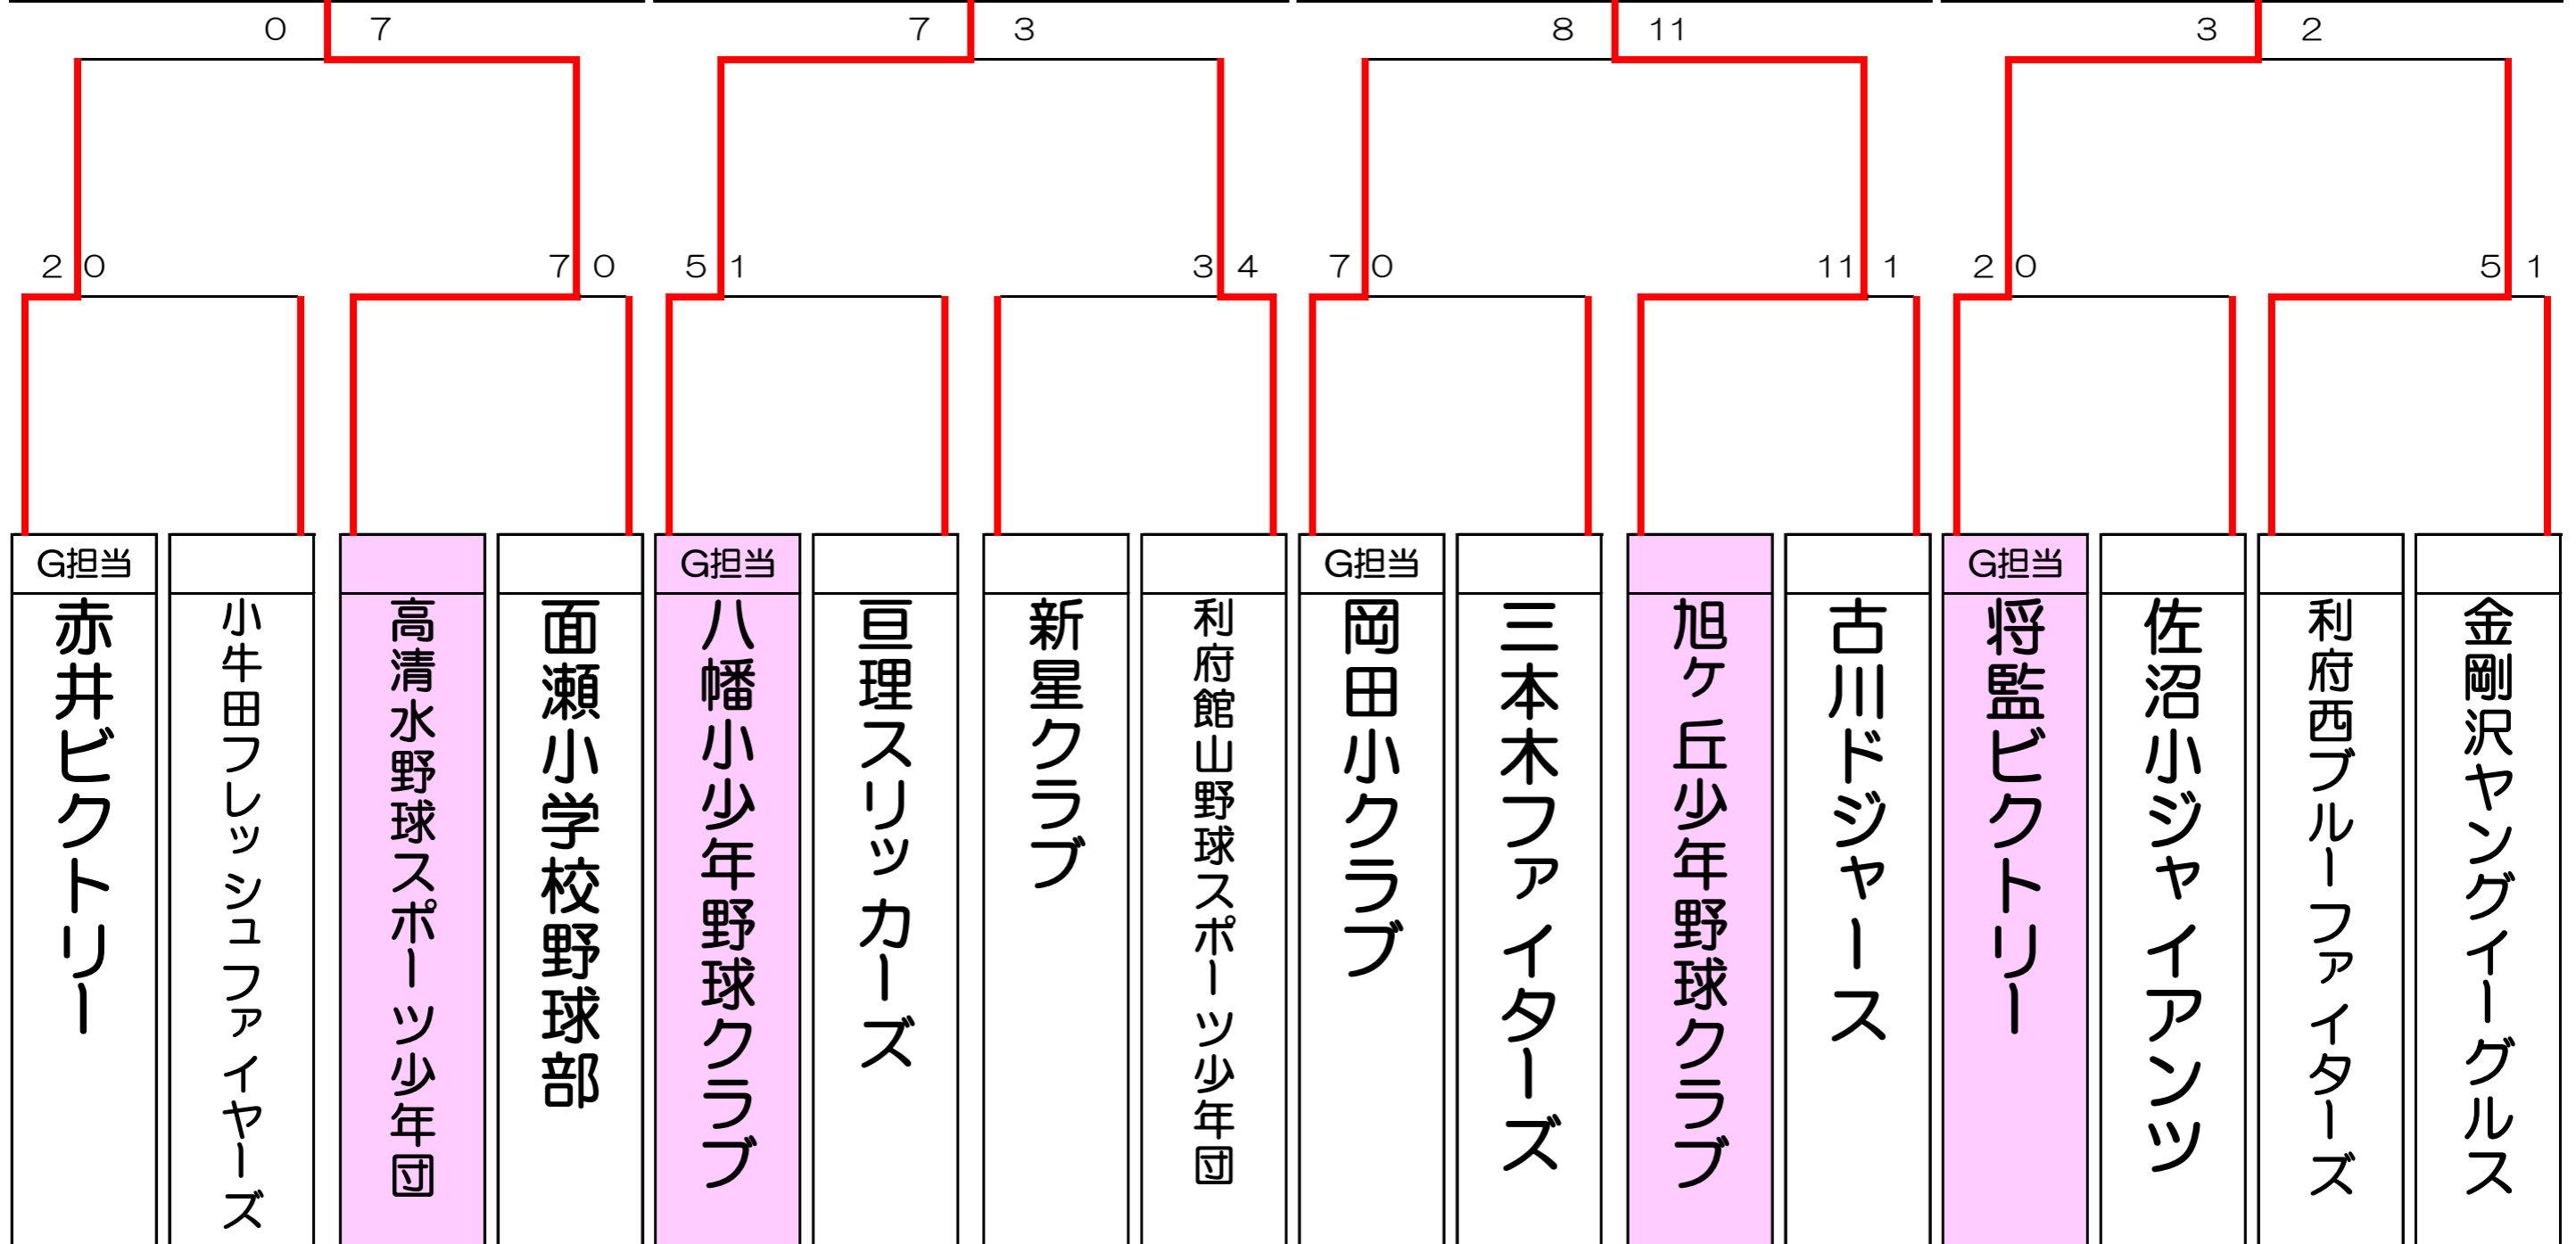 0 7 7 3 8 11 3 2
2 0 7 0 5 1 3 4 7 0 11 1 2 0 5 1
G担当 G担当 G担当 G担当
赤井ビクトリー
小牛田フレッシュファイヤーズ
高清水野球スポーツ少年団
面瀬小学校野球部
八幡小少年野球クラブ
亘理スリッカーズ
新星クラブ
利府館山野球スポーツ少年団
岡田小クラブ
三本木ファイターズ
旭ケ丘少年野球クラブ
古川ドジャース
将監ビクトリー
佐沼小ジャイアンツ
利府西ブルーファイターズ
金剛沢ヤングイーグルス